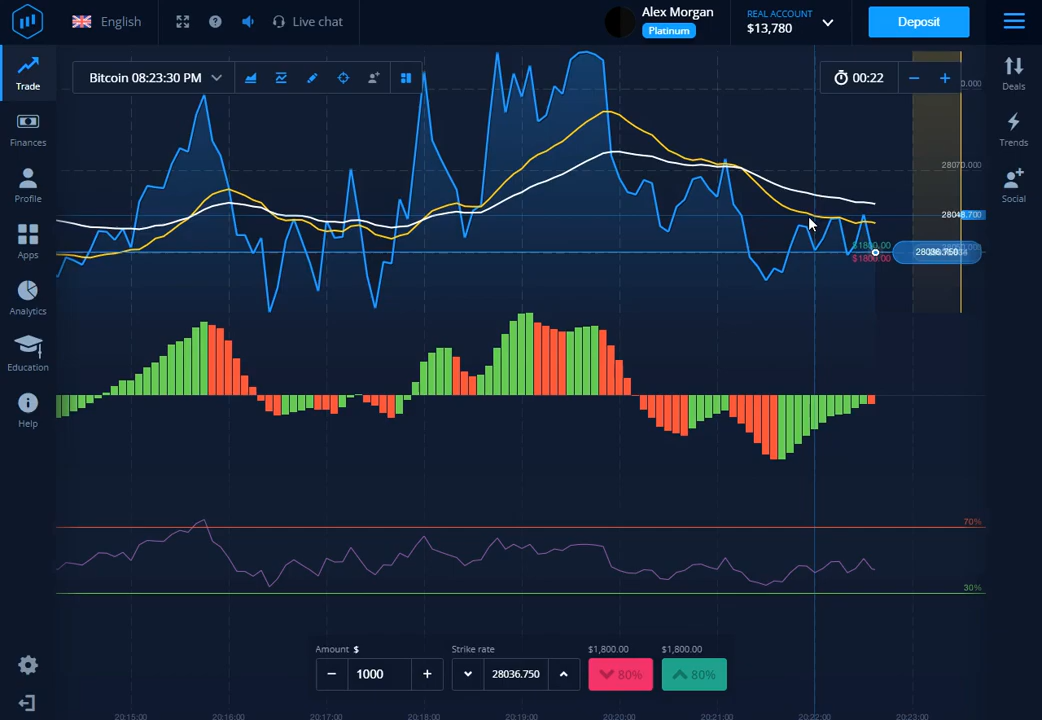 English
Live chat
Alex Morgan
Platinum
REAL ACCOUNT
$13,780
Deposit
Trade
Bitcoin 08:23:30 PM
00:22
Deals
Finances
Trends
28070.000
Profile
Social
28048.700
Apps
$1800.00
28036.750
$1800.00
Analytics
Education
Help
70%
30%
Amount $
Strike rate
$1,800.00
$1,800.00
1000
28036.750
80%
80%
20:15:00
20:16:00
20:17:00
20:18:00
20:19:00
20:20:00
20:21:00
20:22:00
20:23:00